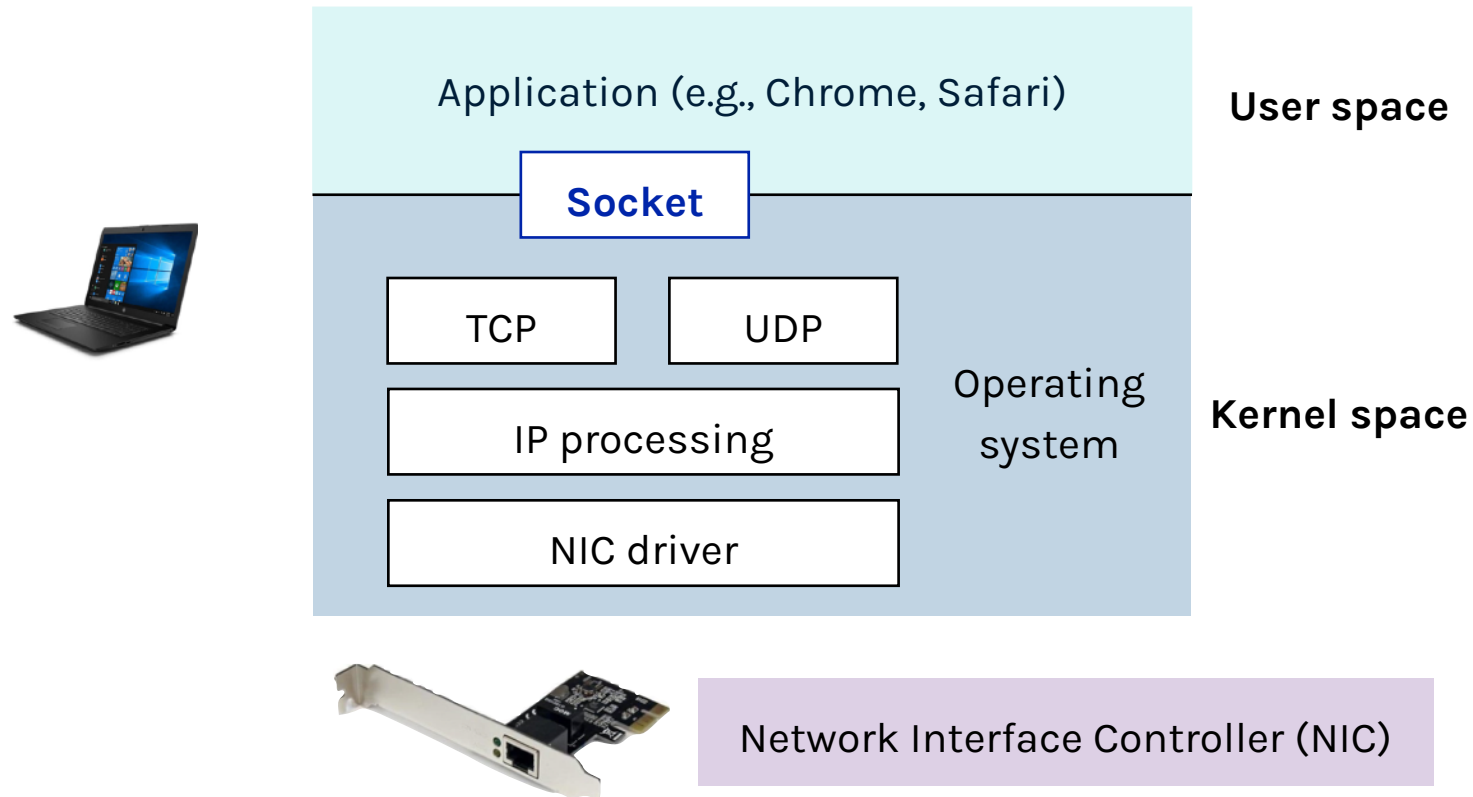 Application (e.g., Chrome, Safari)
User space
Socket
TCP
UDP
Operating
system
Kernel space
IP processing
NIC driver
Network Interface Controller (NIC)